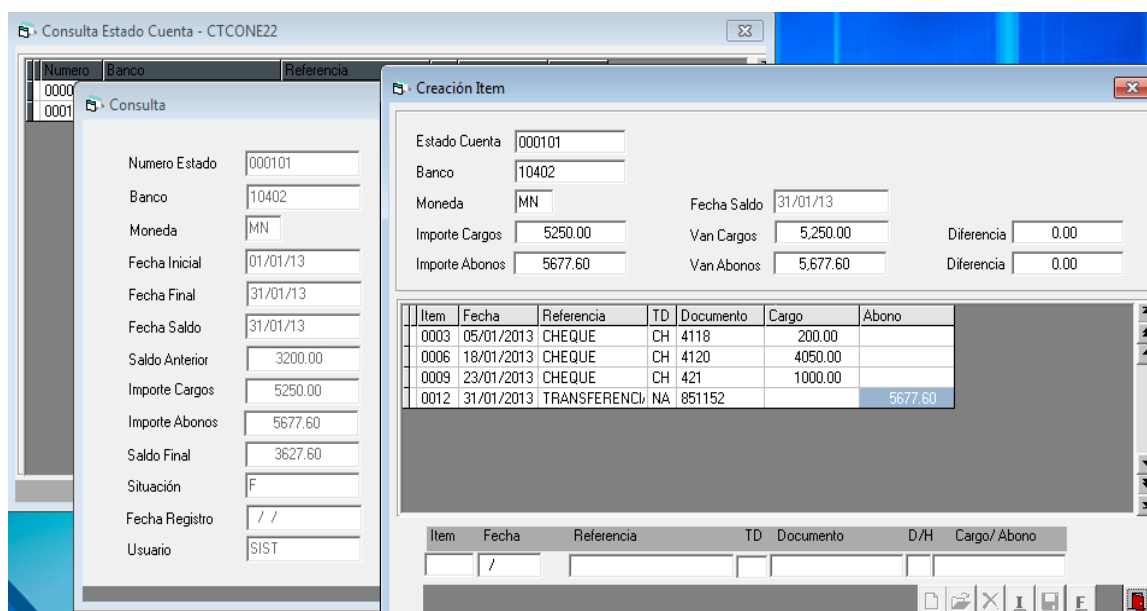 Consulta Estado Cuenta - CTCONE22
Numero Banco Referencia
0000
0001
Consulta
Numero Estado 000101
Banco 10402
Moneda MN
Fecha Inicial 01/01/13
Fecha Final 31/01/13
Fecha Saldo 31/01/13
Saldo Anterior 3200.00
Importe Cargos 5250.00
Importe Abonos 5677.60
Saldo Final 3627.60
Situación F
Fecha Registro / /
Usuario SIST
Creación Item
Estado Cuenta 000101
Banco 10402
Moneda MN Fecha Saldo 31/01/13
Importe Cargos 5250.00 Van Cargos 5,250.00 Diferencia 0.00
Importe Abonos 5677.60 Van Abonos 5,677.60 Diferencia 0.00
Item Fecha Referencia TD Documento Cargo Abono
0003 05/01/2013 CHEQUE CH 4118 200.00
0006 18/01/2013 CHEQUE CH 4120 4050.00
0009 23/01/2013 CHEQUE CH 421 1000.00
0012 31/01/2013 TRANSFERENCI NA 851152 5677.60
Item Fecha Referencia TD Documento D/H Cargo/ Abono
/
I F